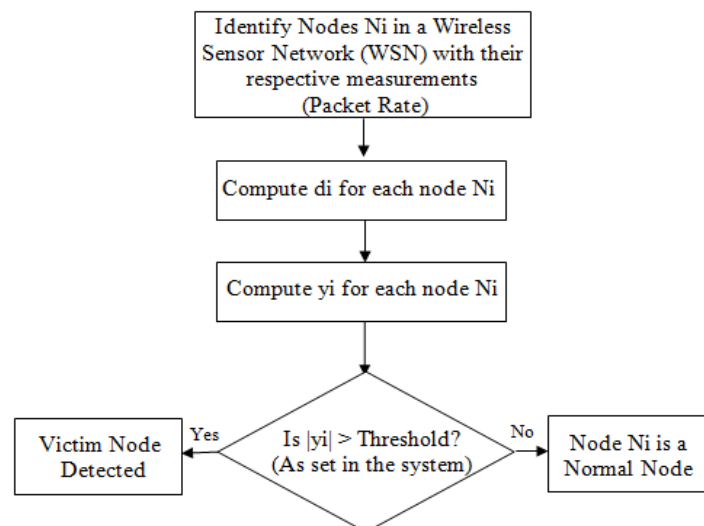 Identify Nodes Ni in a Wireless
Sensor Network (WSN) with their
respective measurements
(Packet Rate)
Compute di for each node Ni
Compute yi for each node Ni
Is |yi| > Threshold?
(As set in the system)
Yes
Victim Node
Detected
No
Node Ni is a
Normal Node